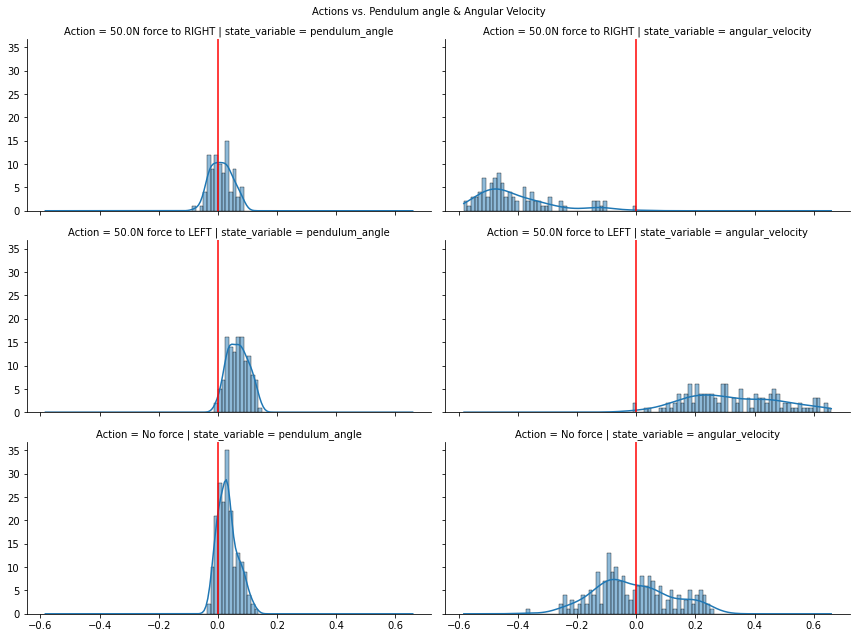 Actions vs. Pendulum angle & Angular Velocity
Action = 50.0N force to RIGHT | state_variable = pendulum_angle
Action = 50.0N force to RIGHT | state_variable = angular_velocity
35
30
25
20
15
10
5
0
Action = 50.0N force to LEFT | state_variable = pendulum_angle
Action = 50.0N force to LEFT | state_variable = angular_velocity
35
30
25
20
15
10
5
0
Action = No force | state_variable = pendulum_angle
Action = No force | state_variable = angular_velocity
35
30
25
20
15
10
5
0
−0.6 −0.4 −0.2 0.0 0.2 0.4 0.6
−0.6 −0.4 −0.2 0.0 0.2 0.4 0.6